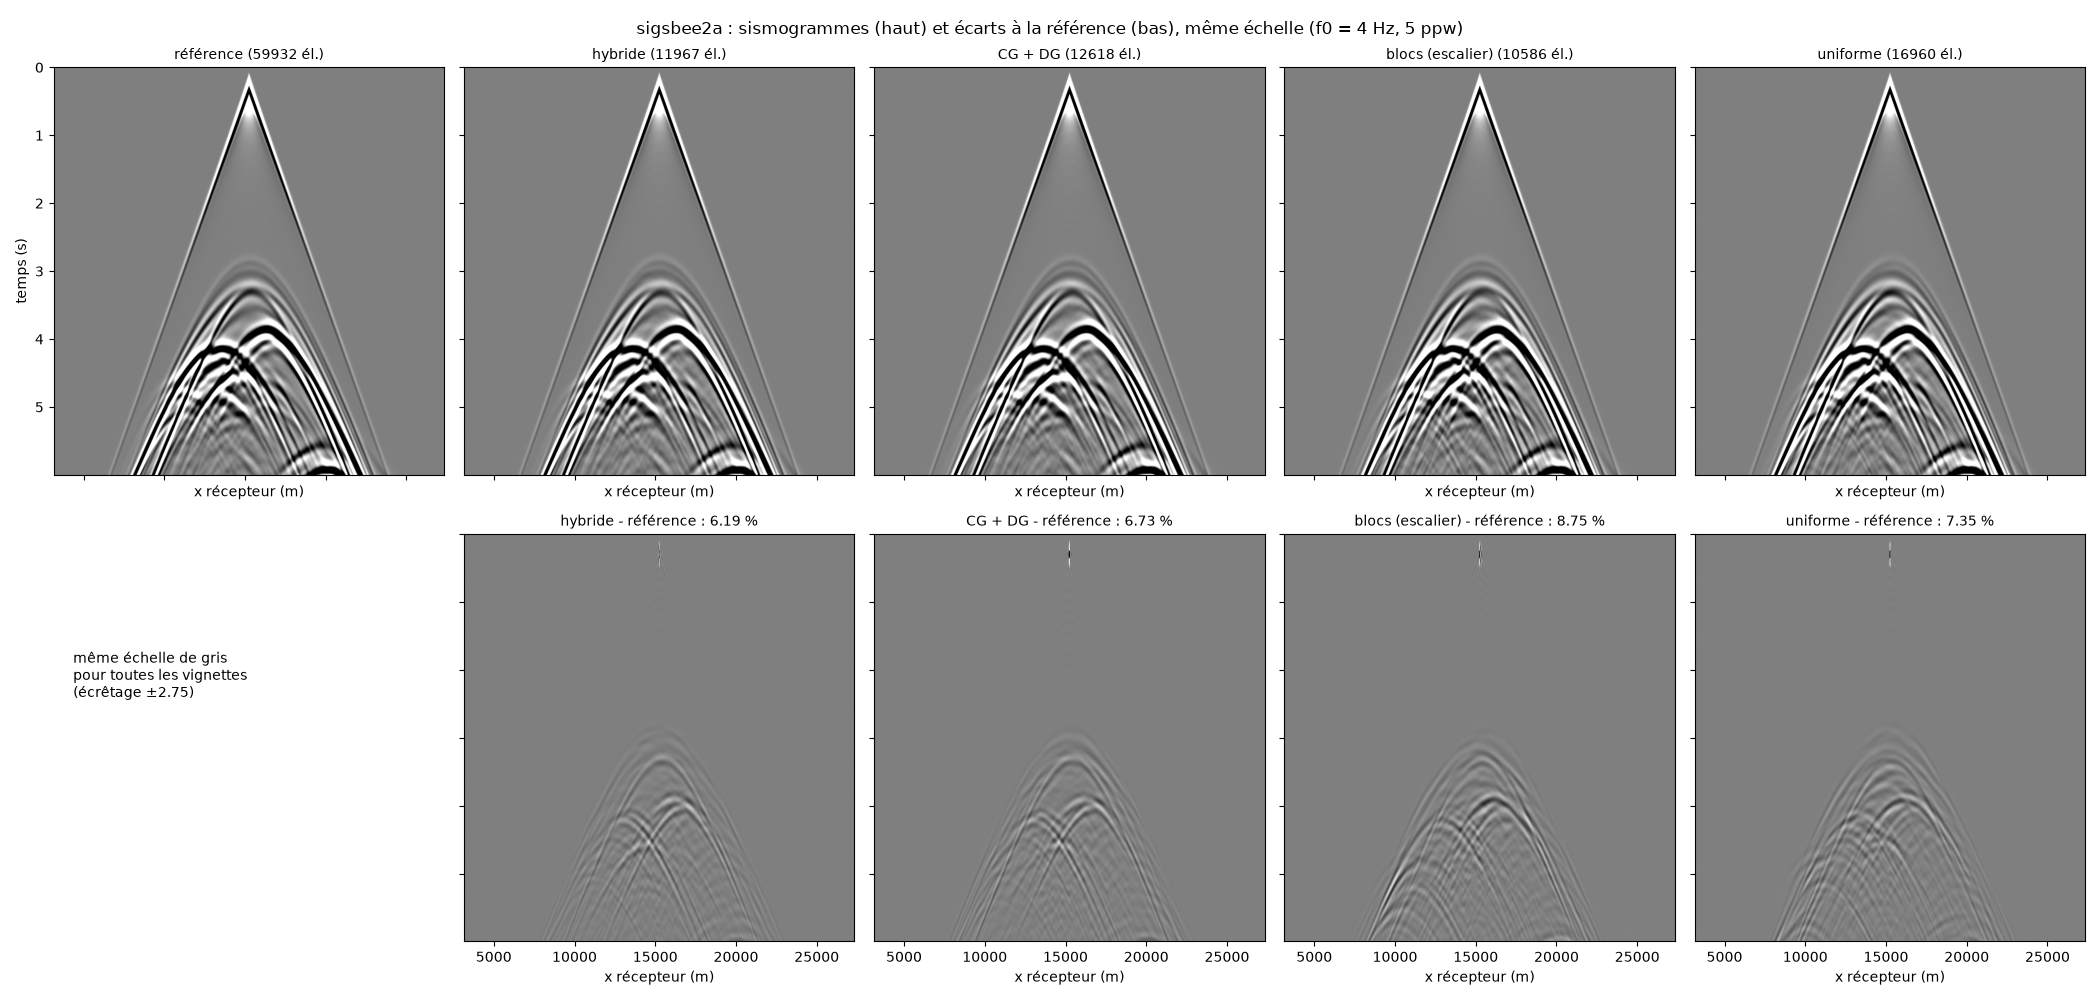 sigsbee2a : sismogrammes (haut) et écarts à la référence (bas), même échelle (f0 = 4 Hz, 5 ppw)
référence (59932 él.)
hybride (11967 él.)
CG + DG (12618 él.)
blocs (escalier) (10586 él.)
uniforme (16960 él.)
0
1
2
3
4
5
temps (s)
x récepteur (m)
x récepteur (m)
x récepteur (m)
x récepteur (m)
x récepteur (m)
hybride - référence : 6.19 %
CG + DG - référence : 6.73 %
blocs (escalier) - référence : 8.75 %
uniforme - référence : 7.35 %
même échelle de gris
pour toutes les vignettes
(écrêtage ±2.75)
5000 10000 15000 20000 25000
5000 10000 15000 20000 25000
5000 10000 15000 20000 25000
5000 10000 15000 20000 25000
x récepteur (m)
x récepteur (m)
x récepteur (m)
x récepteur (m)